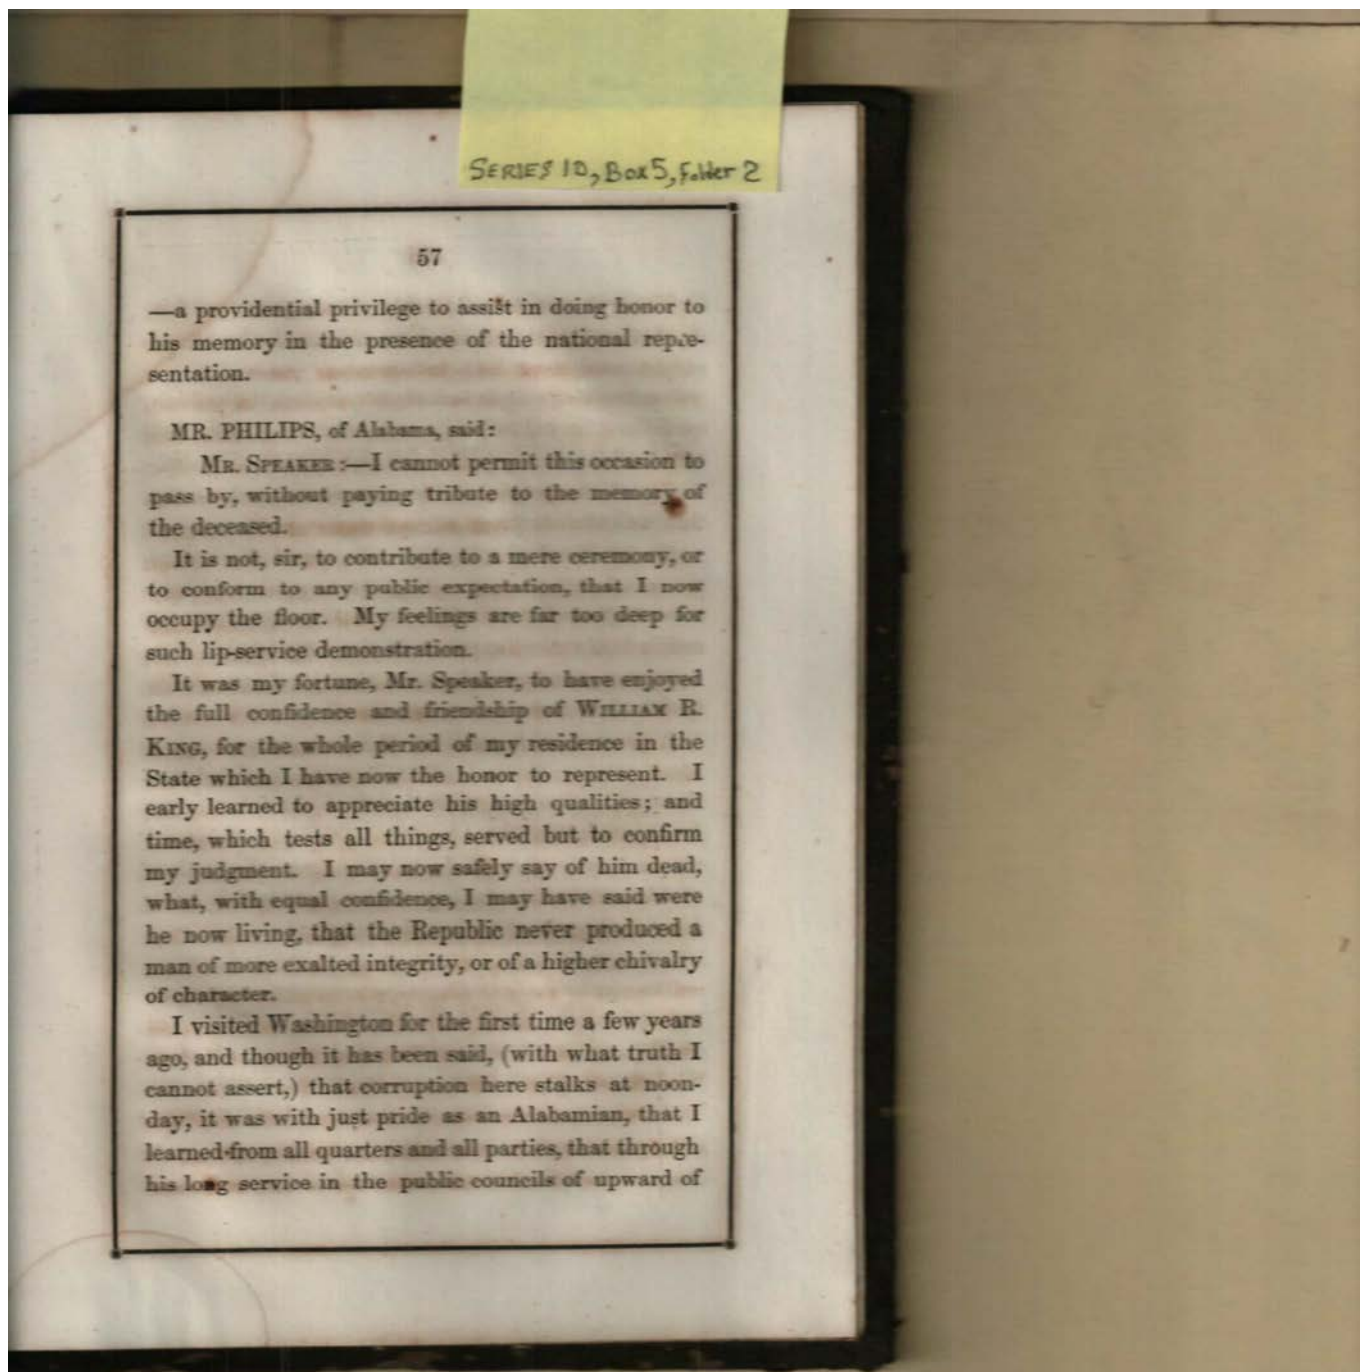 SERIES 1D, Box 5, Folder 2
57
—a providential privilege to assist in doing honor to
his memory in the presence of the national repre-
sentation.
MR. PHILIPS, of Alabama, said:
MR. SPEAKER:—I cannot permit this occasion to
pass by, without paying tribute to the memory of
the deceased.
It is not, sir, to contribute to a mere ceremony, or
to conform to any public expectation, that I now
occupy the floor. My feelings are far too deep for
such lip-service demonstration.
It was my fortune, Mr. Speaker, to have enjoyed
the full confidence and friendship of WILLIAM R.
KING, for the whole period of my residence in the
State which I have now the honor to represent. I
early learned to appreciate his high qualities; and
time, which tests all things, served but to confirm
my judgment. I may now safely say of him dead,
what, with equal confidence, I may have said were
he now living, that the Republic never produced a
man of more exalted integrity, or of a higher chivalry
of character.
I visited Washington for the first time a few years
ago, and though it has been said, (with what truth I
cannot assert,) that corruption here stalks at noon-
day, it was with just pride as an Alabamian, that I
learned from all quarters and all parties, that through
his long service in the public councils of upward of